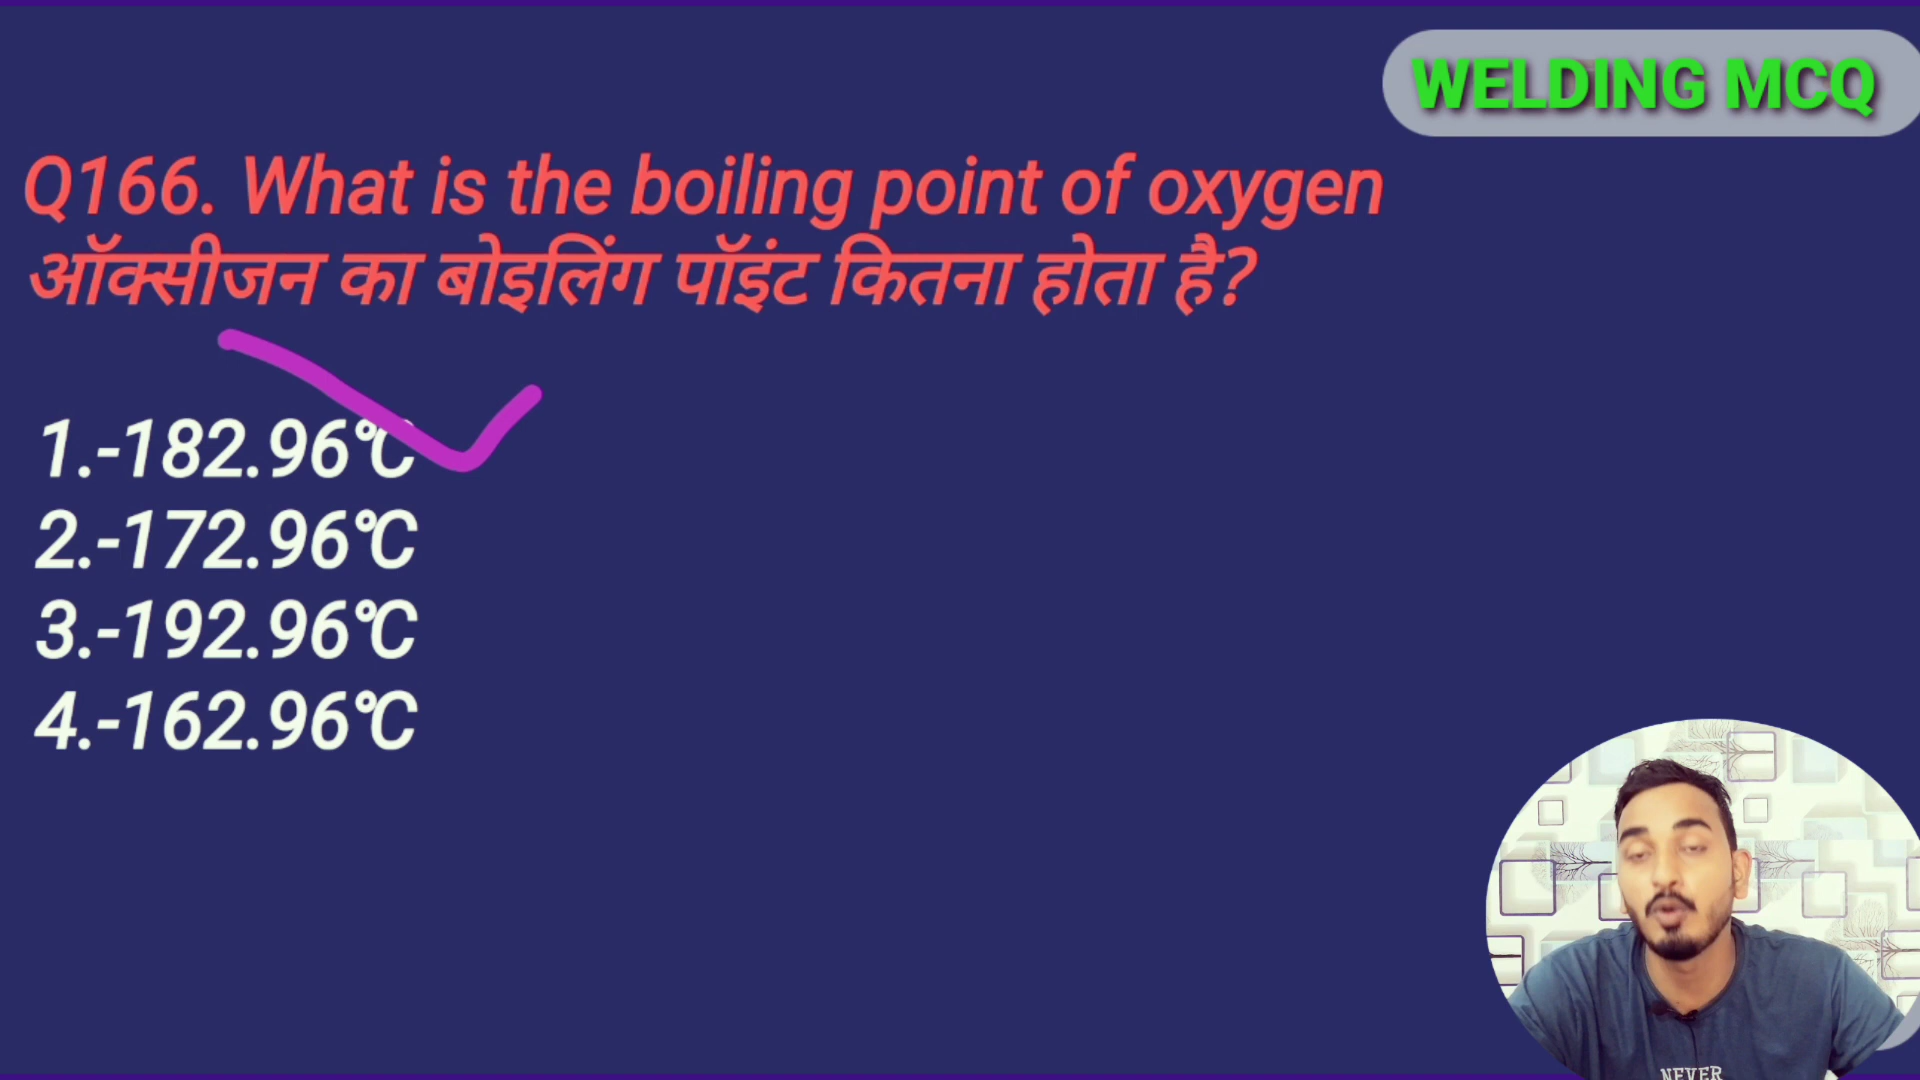 WELDING MCQ
Q166. What is the boiling point of oxygen
ऑक्सीजन का बोइलिंग पॉइंट कितना होता है?
1.-182.96℃
2.-172.96℃
3.-192.96℃
4.-162.96℃
NEVER